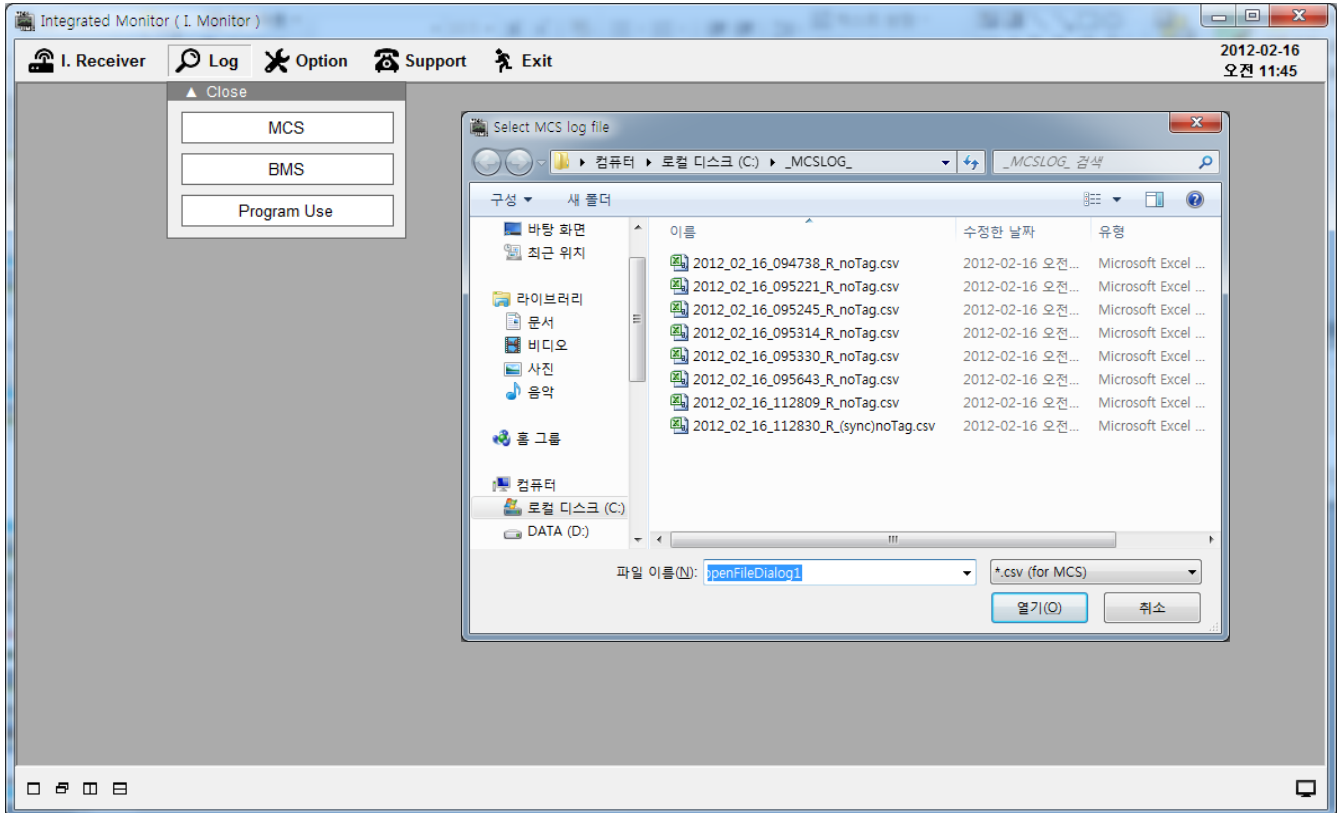 Integrated Monitor ( I. Monitor )
I. Receiver Log Option Support Exit
2012-02-16
오전 11:45
▲ Close
MCS
BMS
Program Use
Select MCS log file
컴퓨터 ▸ 로컬 디스크 (C:) ▸ _MCSLOG_
_MCSLOG_ 검색
구성 새 폴더
바탕 화면
최근 위치
라이브러리
문서
비디오
사진
음악
홈 그룹
컴퓨터
로컬 디스크 (C:)
DATA (D:)
이름 수정한 날짜 유형
2012_02_16_094738_R_noTag.csv 2012-02-16 오전... Microsoft Excel ...
2012_02_16_095221_R_noTag.csv 2012-02-16 오전... Microsoft Excel ...
2012_02_16_095245_R_noTag.csv 2012-02-16 오전... Microsoft Excel ...
2012_02_16_095314_R_noTag.csv 2012-02-16 오전... Microsoft Excel ...
2012_02_16_095330_R_noTag.csv 2012-02-16 오전... Microsoft Excel ...
2012_02_16_095643_R_noTag.csv 2012-02-16 오전... Microsoft Excel ...
2012_02_16_112809_R_noTag.csv 2012-02-16 오전... Microsoft Excel ...
2012_02_16_112830_R_(sync)noTag.csv 2012-02-16 오전... Microsoft Excel ...
파일 이름(N): openFileDialog1
*.csv (for MCS)
열기(O) 취소